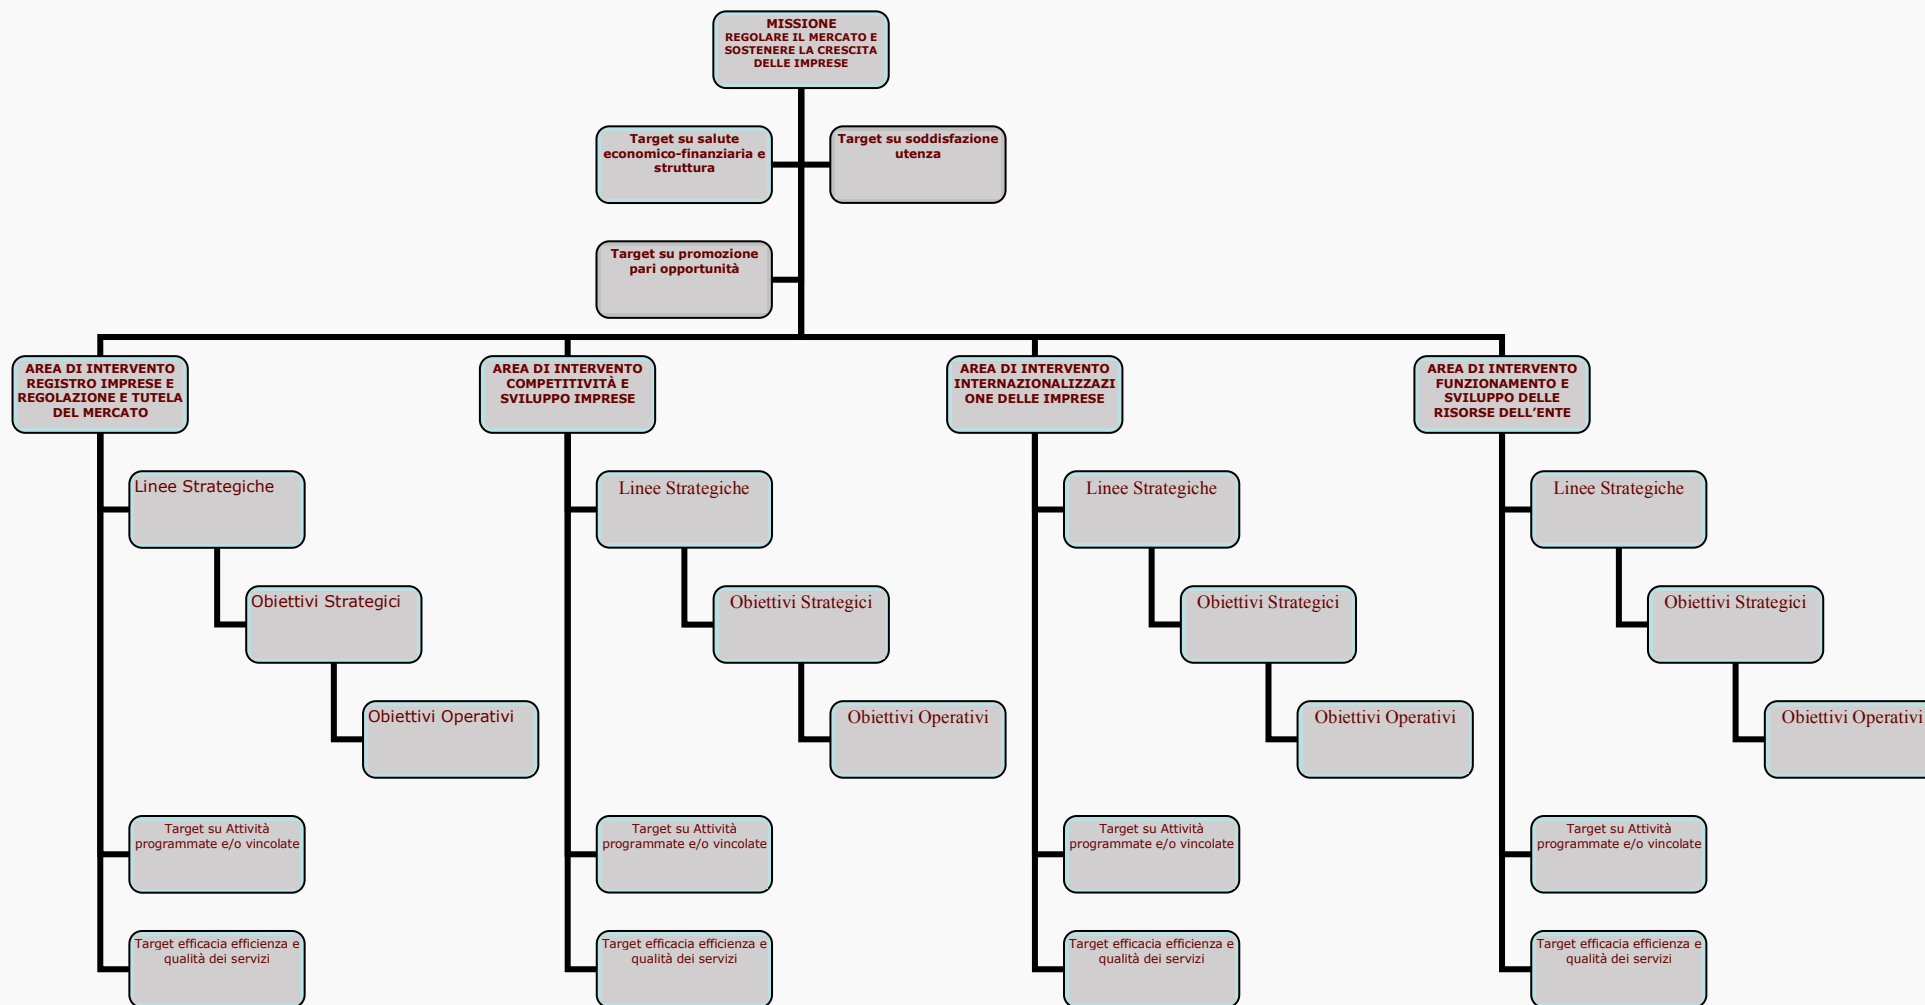 MISSIONE
REGOLARE IL MERCATO E
SOSTENERE LA CRESCITA
DELLE IMPRESE
Target su salute
economico-finanziaria e
struttura
Target su soddisfazione
utenza
Target su promozione
pari opportunità
AREA DI INTERVENTO
REGISTRO IMPRESE E
REGOLAZIONE E TUTELA
DEL MERCATO
AREA DI INTERVENTO
COMPETITIVITÀ E
SVILUPPO IMPRESE
AREA DI INTERVENTO
INTERNAZIONALIZZAZI
ONE DELLE IMPRESE
AREA DI INTERVENTO
FUNZIONAMENTO E
SVILUPPO DELLE
RISORSE DELL’ENTE
Linee Strategiche
Linee Strategiche
Linee Strategiche
Linee Strategiche
Obiettivi Strategici
Obiettivi Strategici
Obiettivi Strategici
Obiettivi Strategici
Obiettivi Operativi
Obiettivi Operativi
Obiettivi Operativi
Obiettivi Operativi
Target su Attività
programmate e/o vincolate
Target su Attività
programmate e/o vincolate
Target su Attività
programmate e/o vincolate
Target su Attività
programmate e/o vincolate
Target efficacia efficienza e
qualità dei servizi
Target efficacia efficienza e
qualità dei servizi
Target efficacia efficienza e
qualità dei servizi
Target efficacia efficienza e
qualità dei servizi